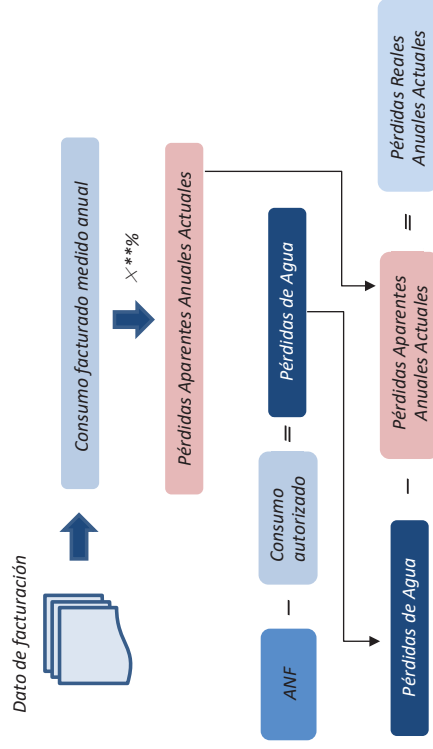 Dato de facturación
Consumo facturado medido anual
×**%
Pérdidas Aparentes Anuales Actuales
ANF
−
Consumo
autorizado
=
Pérdidas de Agua
Pérdidas de Agua
−
Pérdidas Aparentes
Anuales Actuales
=
Pérdidas Reales
Anuales Actuales